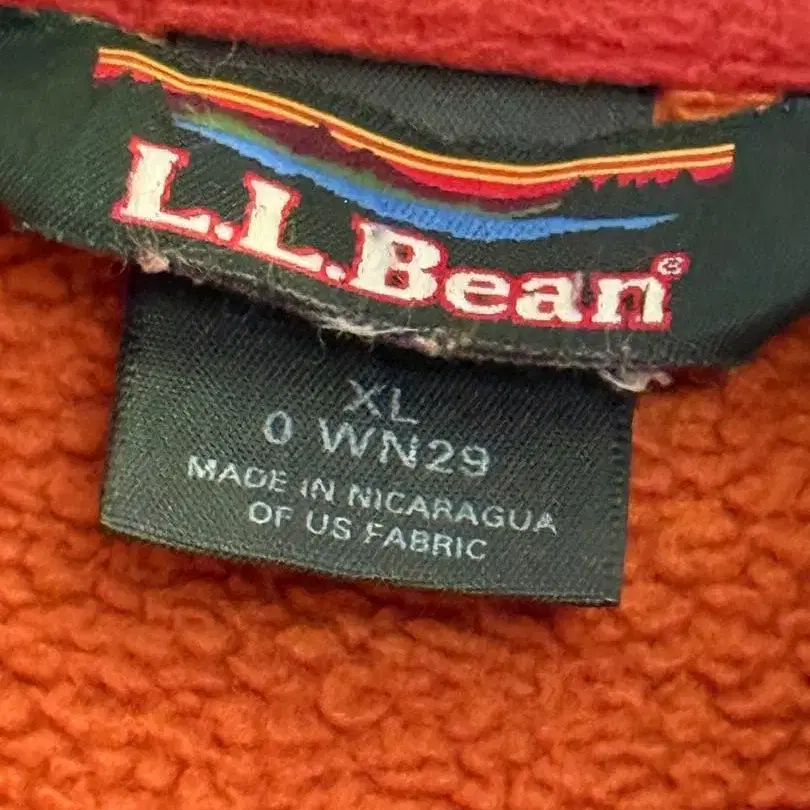 L.L.Bean®
XL
0 WN29
MADE IN NICARAGUA
OF US FABRIC